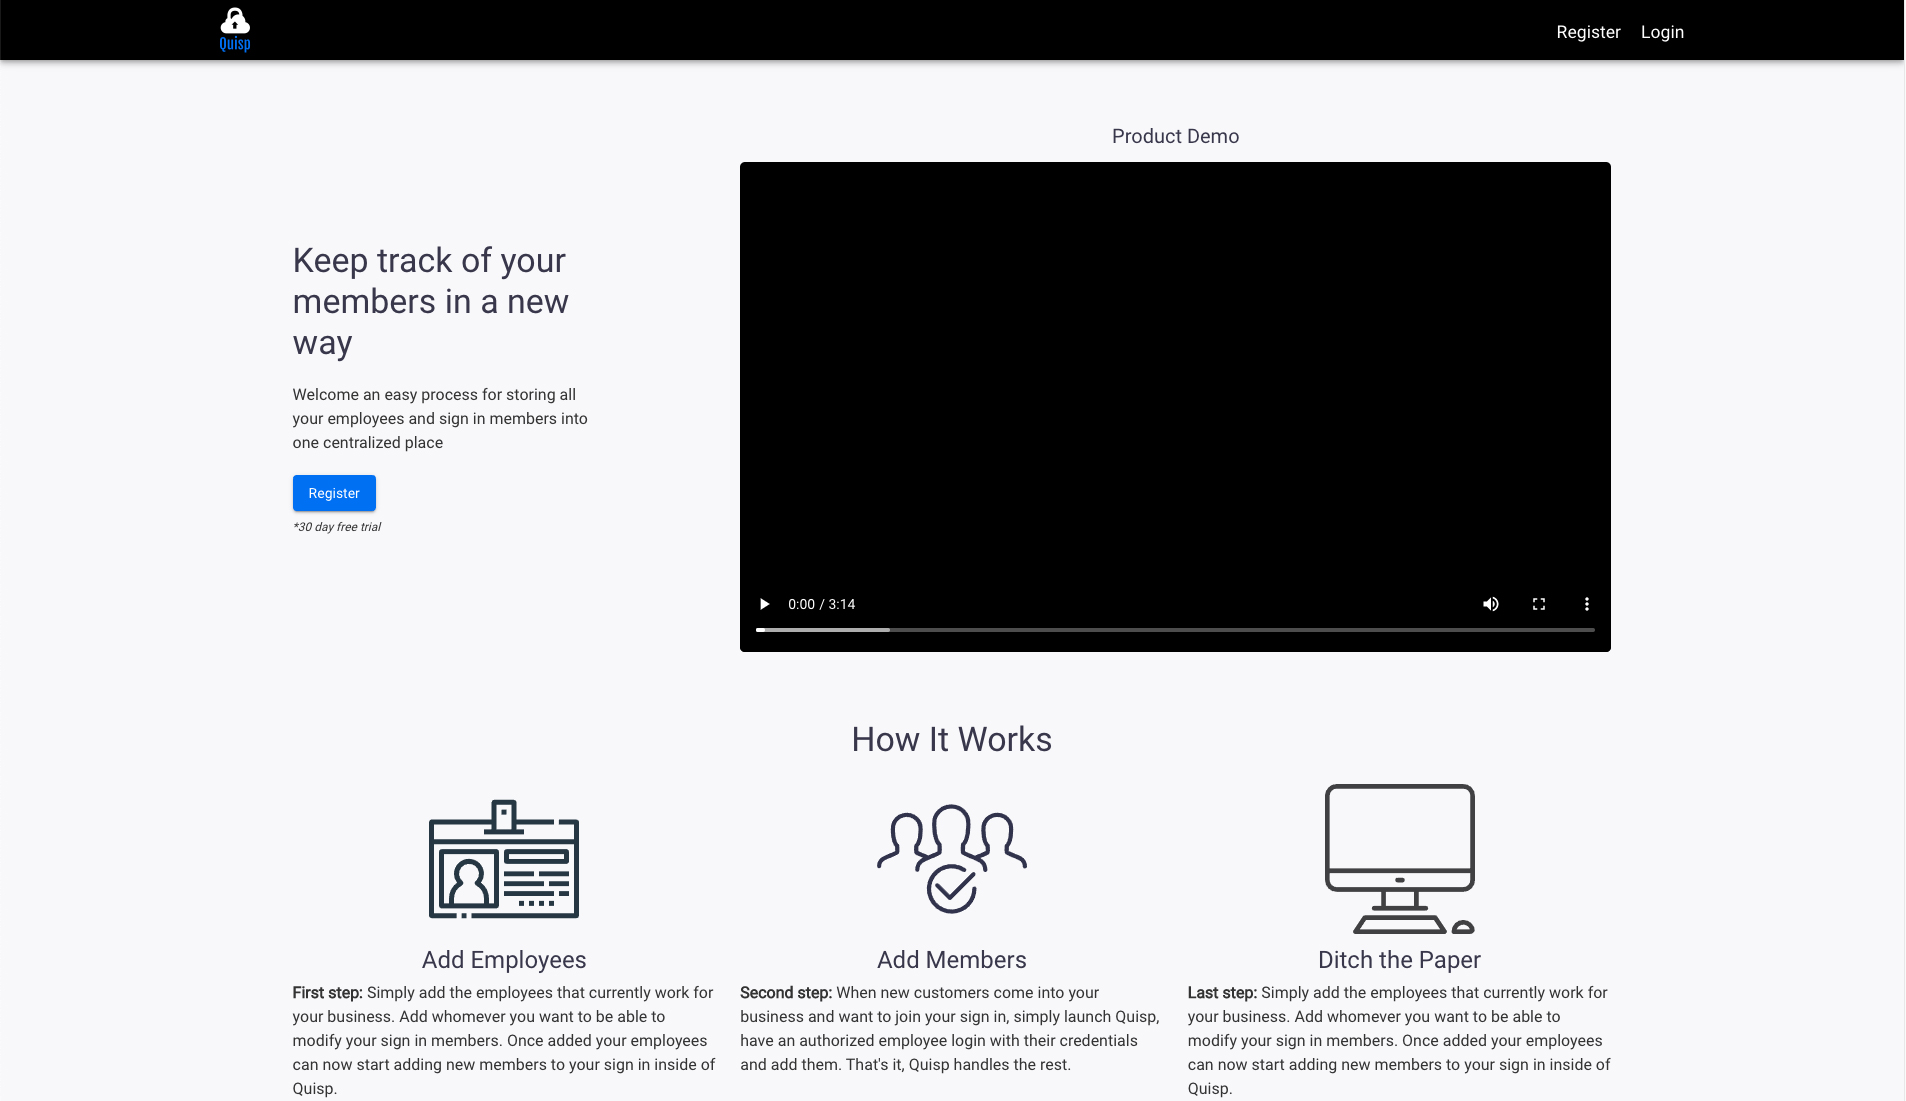 Quisp
Register
Login
Product Demo
Keep track of your
members in a new
way
Welcome an easy process for storing all
your employees and sign in members into
one centralized place
Register
*30 day free trial
0:00 / 3:14
How It Works
Add Employees
First step: Simply add the employees that currently work for
your business. Add whomever you want to be able to
modify your sign in members. Once added your employees
can now start adding new members to your sign in inside of
Quisp.
Add Members
Second step: When new customers come into your
business and want to join your sign in, simply launch Quisp,
have an authorized employee login with their credentials
and add them. That's it, Quisp handles the rest.
Ditch the Paper
Last step: Simply add the employees that currently work for
your business. Add whomever you want to be able to
modify your sign in members. Once added your employees
can now start adding new members to your sign in inside of
Quisp.